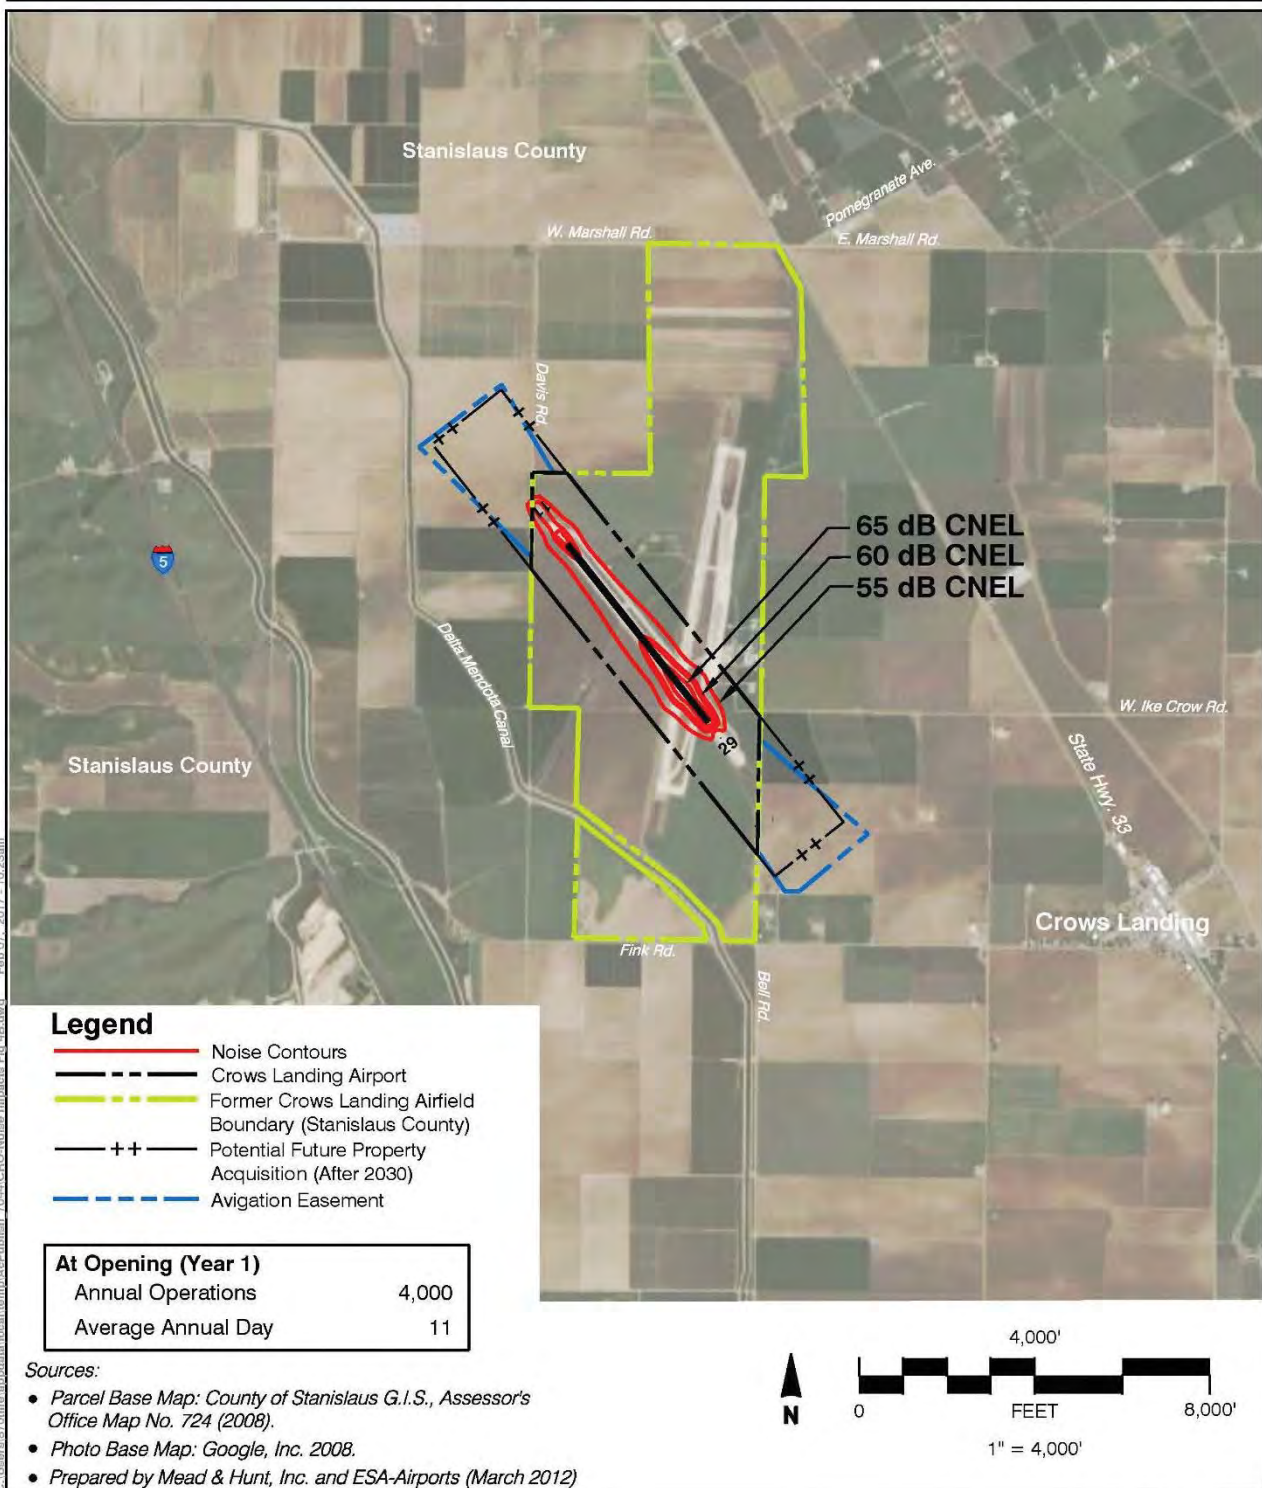 Stanislaus County
Pomegranate Ave.
W. Marshall Rd.
E. Marshall Rd.
Davis Rd.
11
65 dB CNEL
60 dB CNEL
55 dB CNEL
5
Delta Mendota Canal
W. Ike Crow Rd.
29
State Hwy. 33
Stanislaus County
Crows Landing
Fink Rd.
Bell Rd.
Legend
Noise Contours
Crows Landing Airport
Former Crows Landing Airfield
Boundary (Stanislaus County)
Potential Future Property
Acquisition (After 2030)
Avigation Easement
At Opening (Year 1)
Annual Operations 4,000
Average Annual Day 11
Sources:
• Parcel Base Map: County of Stanislaus G.I.S., Assessor's
Office Map No. 724 (2008).
• Photo Base Map: Google, Inc. 2008.
• Prepared by Mead & Hunt, Inc. and ESA-Airports (March 2012)
N
4,000'
0 FEET 8,000'
1" = 4,000'